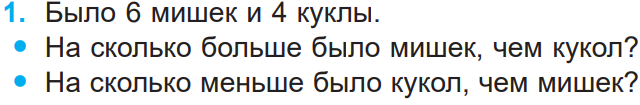 1. Было 6 мишек и 4 куклы.
• На сколько больше было мишек, чем кукол?
• На сколько меньше было кукол, чем мишек?